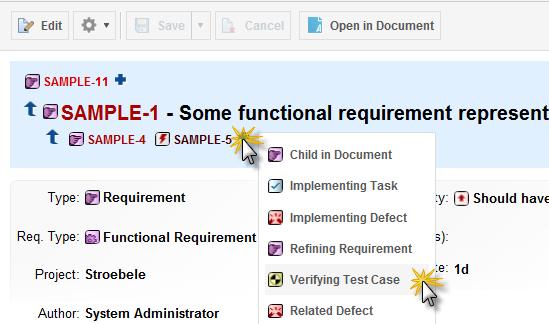 Edit Save Cancel Open in Document
SAMPLE-11
SAMPLE-1 - Some functional requirement represent
SAMPLE-4 SAMPLE-5
Child in Document
Implementing Task
Implementing Defect
Refining Requirement
Verifying Test Case
Related Defect
Type: Requirement
Req. Type: Functional Requirement
Project: Stroebele
Author: System Administrator
ty: Should have
s):
te: 1d